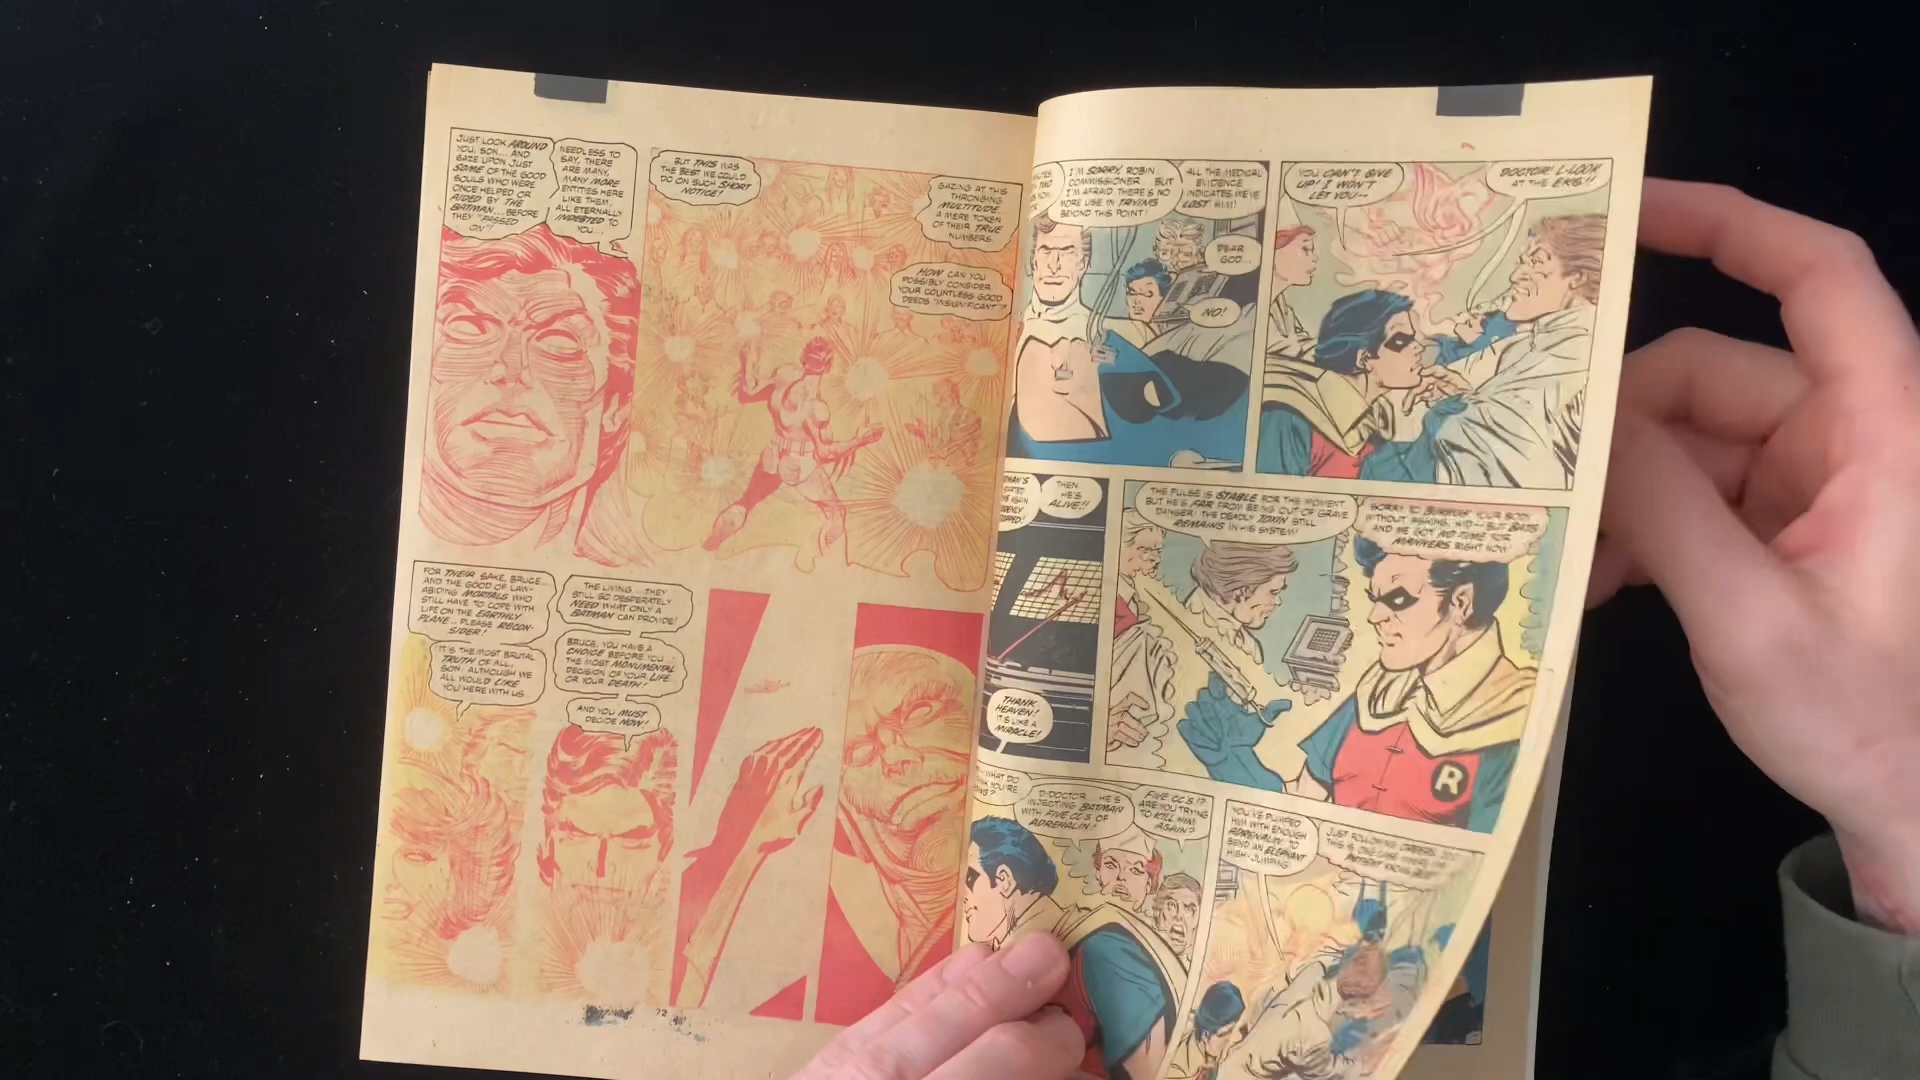 JUST LOOK AROUND
YOU, SON... AND
GAZE UPON JUST
SOME OF THE GOOD
SOULS WHO WERE
ONCE HELPED OR
AIDED BY THE
BATMAN... BEFORE
THEY "PASSED
ON"!
NEEDLESS TO
SAY, THERE
ARE MANY,
MANY MORE
ENTITIES HERE
LIKE THEM,
ALL ETERNALLY
INDEBTED TO
YOU...
...BUT THIS WAS
THE BEST WE COULD
DO ON SUCH SHORT
NOTICE!
GAZING AT THIS
THRONGING
MULTITUDE,
A MERE TOKEN
OF THEIR TRUE
NUMBERS...
HOW CAN YOU
POSSIBLY CONSIDER
YOUR COUNTLESS GOOD
DEEDS "INSIGNIFICANT"?
FOR THEIR SAKE, BRUCE...
AND THE GOOD OF LAW-
ABIDING MORTALS WHO
STILL HAVE TO COPE WITH
LIFE ON THE EARTHLY
PLANE... PLEASE RECON-
SIDER!
IT'S THE MOST BRUTAL
TRUTH OF ALL,
SON. ALTHOUGH WE
ALL WOULD LIKE
YOU HERE WITH US
THE LIVING... THEY
STILL SO DESPERATELY
NEED WHAT ONLY A
BATMAN CAN PROVIDE!
BRUCE, YOU HAVE A
CHOICE BEFORE YOU...
THE MOST MONUMENTAL
DECISION OF YOUR LIFE...
OR YOUR DEATH!
AND YOU MUST
DECIDE NOW!
72
I'M SORRY, ROBIN...
COMMISSIONER... BUT
I'M AFRAID THERE'S NO
MORE USE IN TRYING
BEYOND THIS POINT!
ALL THE MEDICAL
EVIDENCE
INDICATES WE'VE
LOST HIM!
DEAR
GOD...
NO!
YOU CAN'T GIVE
UP! I WON'T
LET YOU--
DOCTOR! L-LOOK
AT THE EKG!!
THEN
HE'S
ALIVE!!
THANK
HEAVEN!
IT'S LIKE A
MIRACLE!
THE PULSE IS STABLE FOR THE MOMENT
BUT HE'S FAR FROM BEING OUT OF GRAVE
DANGER! THE DEADLY TOXIN STILL
REMAINS IN HIS SYSTEM!
SORRY TO BORROW YOUR BODY
WITHOUT ASKING, KID--BUT BATS
AND ME GOT NO TIME FOR
MANNERS RIGHT NOW!
R
--WHAT DO
D-DOCTOR... HE'S
INJECTING BATMAN
WITH FIVE CC'S OF
ADRENALIN!
FIVE CC'S!?
ARE YOU TRYING
TO KILL HIM
AGAIN?
YOU'VE PUMPED
HIM WITH ENOUGH
ADRENALIN TO
SEND AN ELEPHANT
HIGH-JUMPING
JUST FOLLOWING ORDERS, DOC!